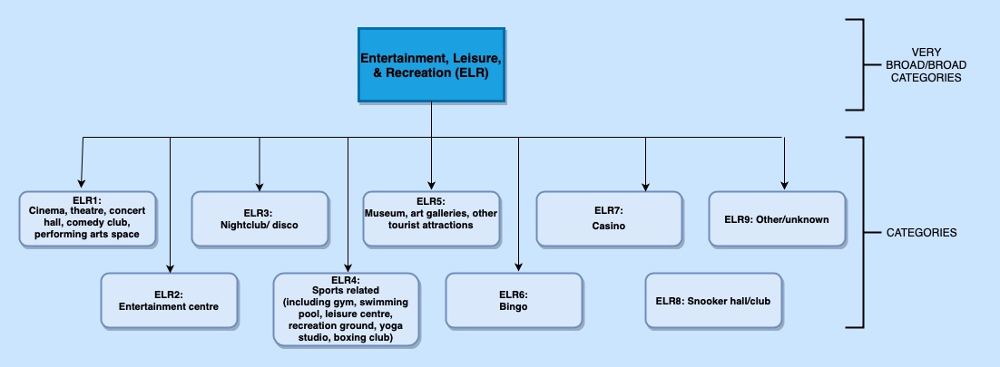 Entertainment, Leisure,
& Recreation (ELR)
VERY
BROAD/BROAD
CATEGORIES
ELR1:
Cinema, theatre, concert
hall, comedy club,
performing arts space
ELR3:
Nightclub/ disco
ELR5:
Museum, art galleries, other
tourist attractions
ELR7:
Casino
ELR9: Other/unknown
CATEGORIES
ELR2:
Entertainment centre
ELR4:
Sports related
(including gym, swimming
pool, leisure centre,
recreation ground, yoga
studio, boxing club)
ELR6:
Bingo
ELR8: Snooker hall/club